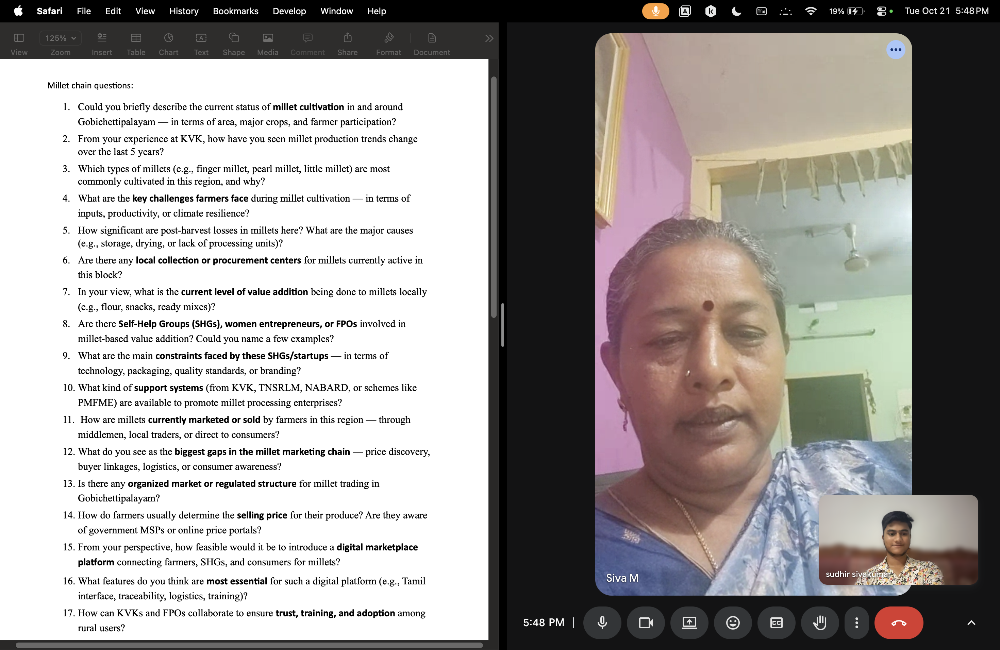 Safari File Edit View History Bookmarks Develop Window Help
19% Tue Oct 21 5:48 PM
125%
View Zoom Insert Table Chart Text Shape Media Comment Share Format Document
Millet chain questions:
1. Could you briefly describe the current status of millet cultivation in and around
Gobichettipalayam — in terms of area, major crops, and farmer participation?
2. From your experience at KVK, how have you seen millet production trends change
over the last 5 years?
3. Which types of millets (e.g., finger millet, pearl millet, little millet) are most
commonly cultivated in this region, and why?
4. What are the key challenges farmers face during millet cultivation — in terms of
inputs, productivity, or climate resilience?
5. How significant are post-harvest losses in millets here? What are the major causes
(e.g., storage, drying, or lack of processing units)?
6. Are there any local collection or procurement centers for millets currently active in
this block?
7. In your view, what is the current level of value addition being done to millets locally
(e.g., flour, snacks, ready mixes)?
8. Are there Self-Help Groups (SHGs), women entrepreneurs, or FPOs involved in
millet-based value addition? Could you name a few examples?
9. What are the main constraints faced by these SHGs/startups — in terms of
technology, packaging, quality standards, or branding?
10. What kind of support systems (from KVK, TNSRLM, NABARD, or schemes like
PMFME) are available to promote millet processing enterprises?
11. How are millets currently marketed or sold by farmers in this region — through
middlemen, local traders, or direct to consumers?
12. What do you see as the biggest gaps in the millet marketing chain — price discovery,
buyer linkages, logistics, or consumer awareness?
13. Is there any organized market or regulated structure for millet trading in
Gobichettipalayam?
14. How do farmers usually determine the selling price for their produce? Are they aware
of government MSPs or online price portals?
15. From your perspective, how feasible would it be to introduce a digital marketplace
platform connecting farmers, SHGs, and consumers for millets?
16. What features do you think are most essential for such a digital platform (e.g., Tamil
interface, traceability, logistics, training)?
17. How can KVKs and FPOs collaborate to ensure trust, training, and adoption among
rural users?
Siva M
sudhir sivakumar
5:48 PM
CC